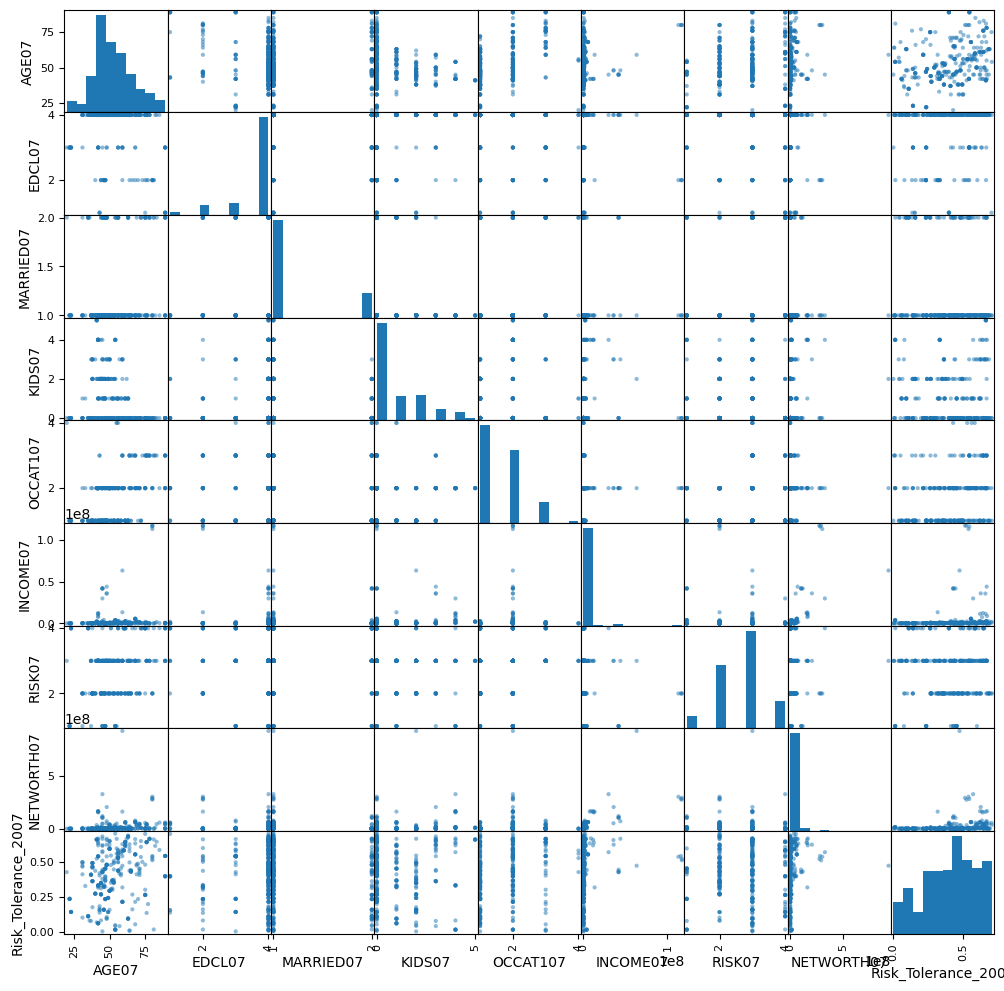 AGE07
75
50
25
EDCL07
4
2
MARRIED07
2.0
1.5
1.0
KIDS07
4
2
0
OCCAT107
4
2
1e8
INCOME07
1.0
0.5
0.0
RISK07
4
2
1e8
NETWORTH07
5
0
Risk_Tolerance_2007
0.50
0.25
0.00
25 50 75 2 4 1 2 0 5 2 4 0 1 2 4 0 5 0.0 0.5
AGE07 EDCL07 MARRIED07 KIDS07 OCCAT107 INCOME07 1e8 RISK07 NETWORTH07 1e8 Risk_Tolerance_200